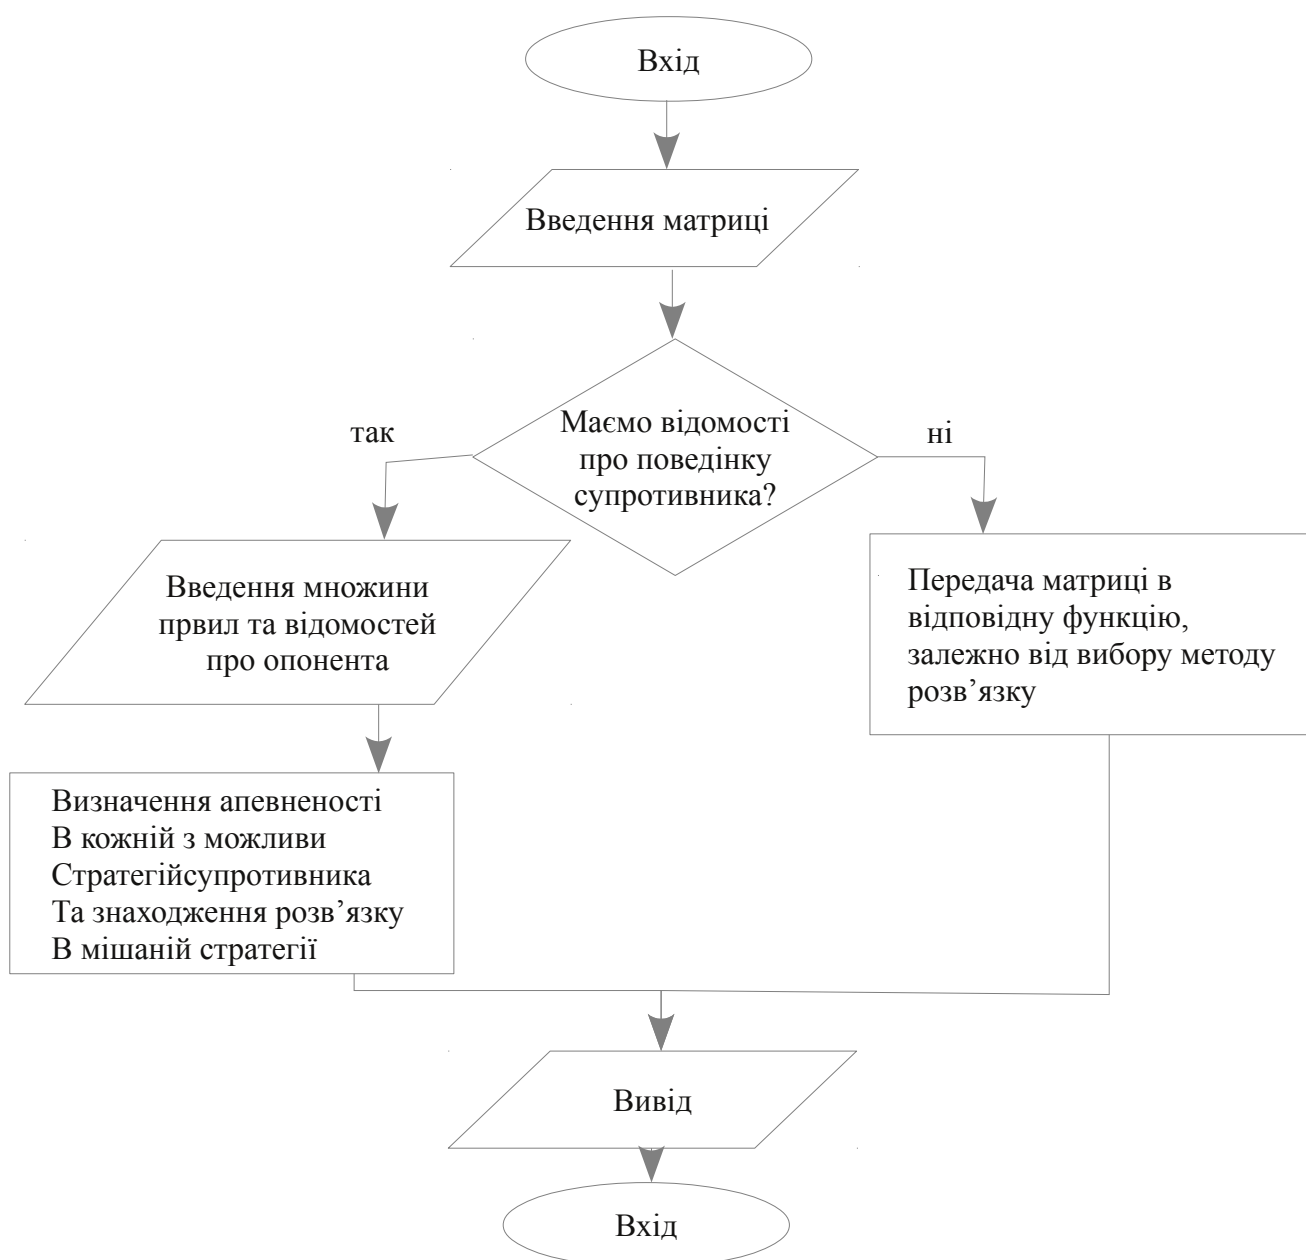 Вхід
Введення матриці
Маємо відомості
про поведінку
супротивника?
так
ні
Введення множини
првил та відомостей
про опонента
Передача матриці в
відповідну функцію,
залежно від вибору методу
розв’язку
Визначення апевненості
В кожній з можливи
Стратегійсупротивника
Та знаходження розв’язку
В мішаній стратегії
Вивід
Вхід